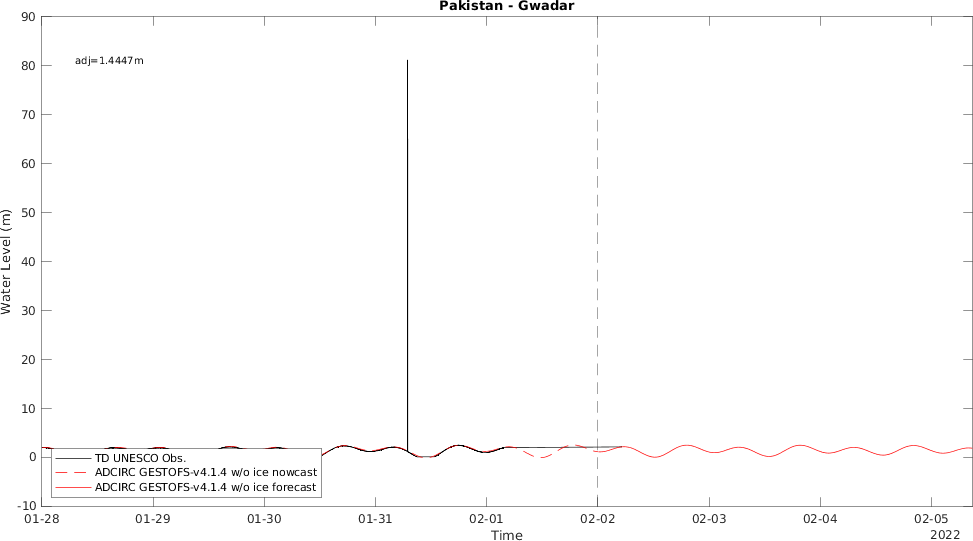 Pakistan - Gwadar
90
80
70
60
50
40
30
20
10
0
-10
Water Level (m)
adj=1.4447m
TD UNESCO Obs.
ADCIRC GESTOFS-v4.1.4 w/o ice nowcast
ADCIRC GESTOFS-v4.1.4 w/o ice forecast
01-28 01-29 01-30 01-31 02-01 02-02 02-03 02-04 02-05
Time
2022